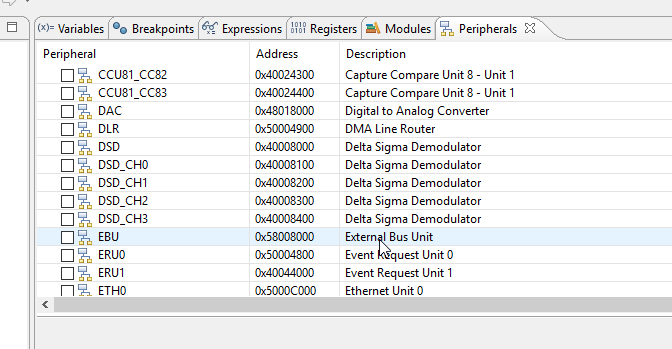 (x)= Variables Breakpoints Expressions 1010 0101 Registers Modules Peripherals
Peripheral Address Description
CCU81_CC82 0x40024300 Capture Compare Unit 8 - Unit 1
CCU81_CC83 0x40024400 Capture Compare Unit 8 - Unit 1
DAC 0x48018000 Digital to Analog Converter
DLR 0x50004900 DMA Line Router
DSD 0x40008000 Delta Sigma Demodulator
DSD_CH0 0x40008100 Delta Sigma Demodulator
DSD_CH1 0x40008200 Delta Sigma Demodulator
DSD_CH2 0x40008300 Delta Sigma Demodulator
DSD_CH3 0x40008400 Delta Sigma Demodulator
EBU 0x58008000 External Bus Unit
ERU0 0x50004800 Event Request Unit 0
ERU1 0x40044000 Event Request Unit 1
ETH0 0x5000C000 Ethernet Unit 0